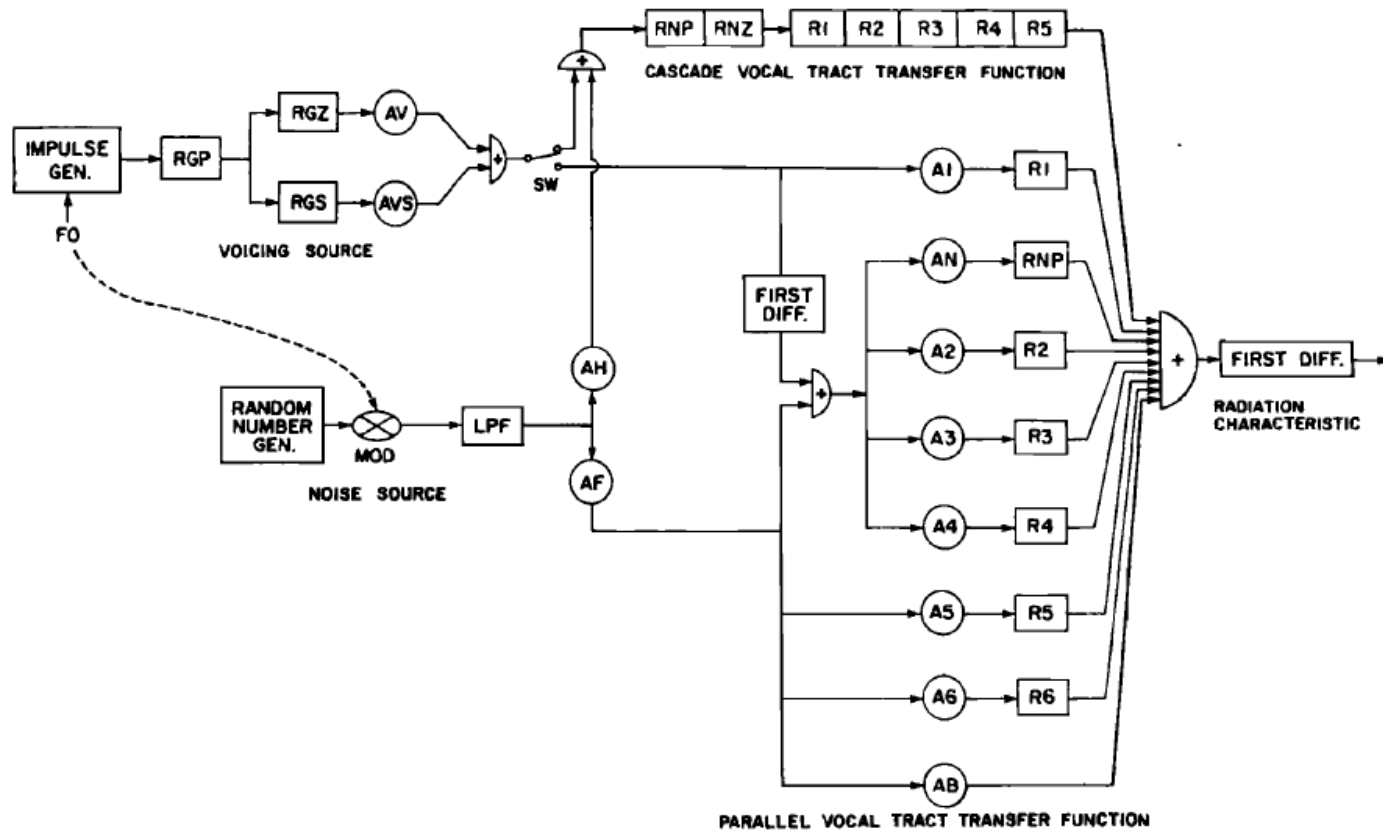 RNP
RNZ
R1
R2
R3
R4
R5
+
CASCADE VOCAL TRACT TRANSFER FUNCTION
RGZ
AV
IMPULSE
GEN.
RGP
+
SW
RGS
AVS
F0
VOICING SOURCE
A1
R1
AN
RNP
FIRST
DIFF.
A2
R2
+
FIRST DIFF.
RADIATION
CHARACTERISTIC
AH
+
RANDOM
NUMBER
GEN.
MOD
LPF
A3
R3
NOISE SOURCE
AF
A4
R4
A5
R5
A6
R6
AB
PARALLEL VOCAL TRACT TRANSFER FUNCTION